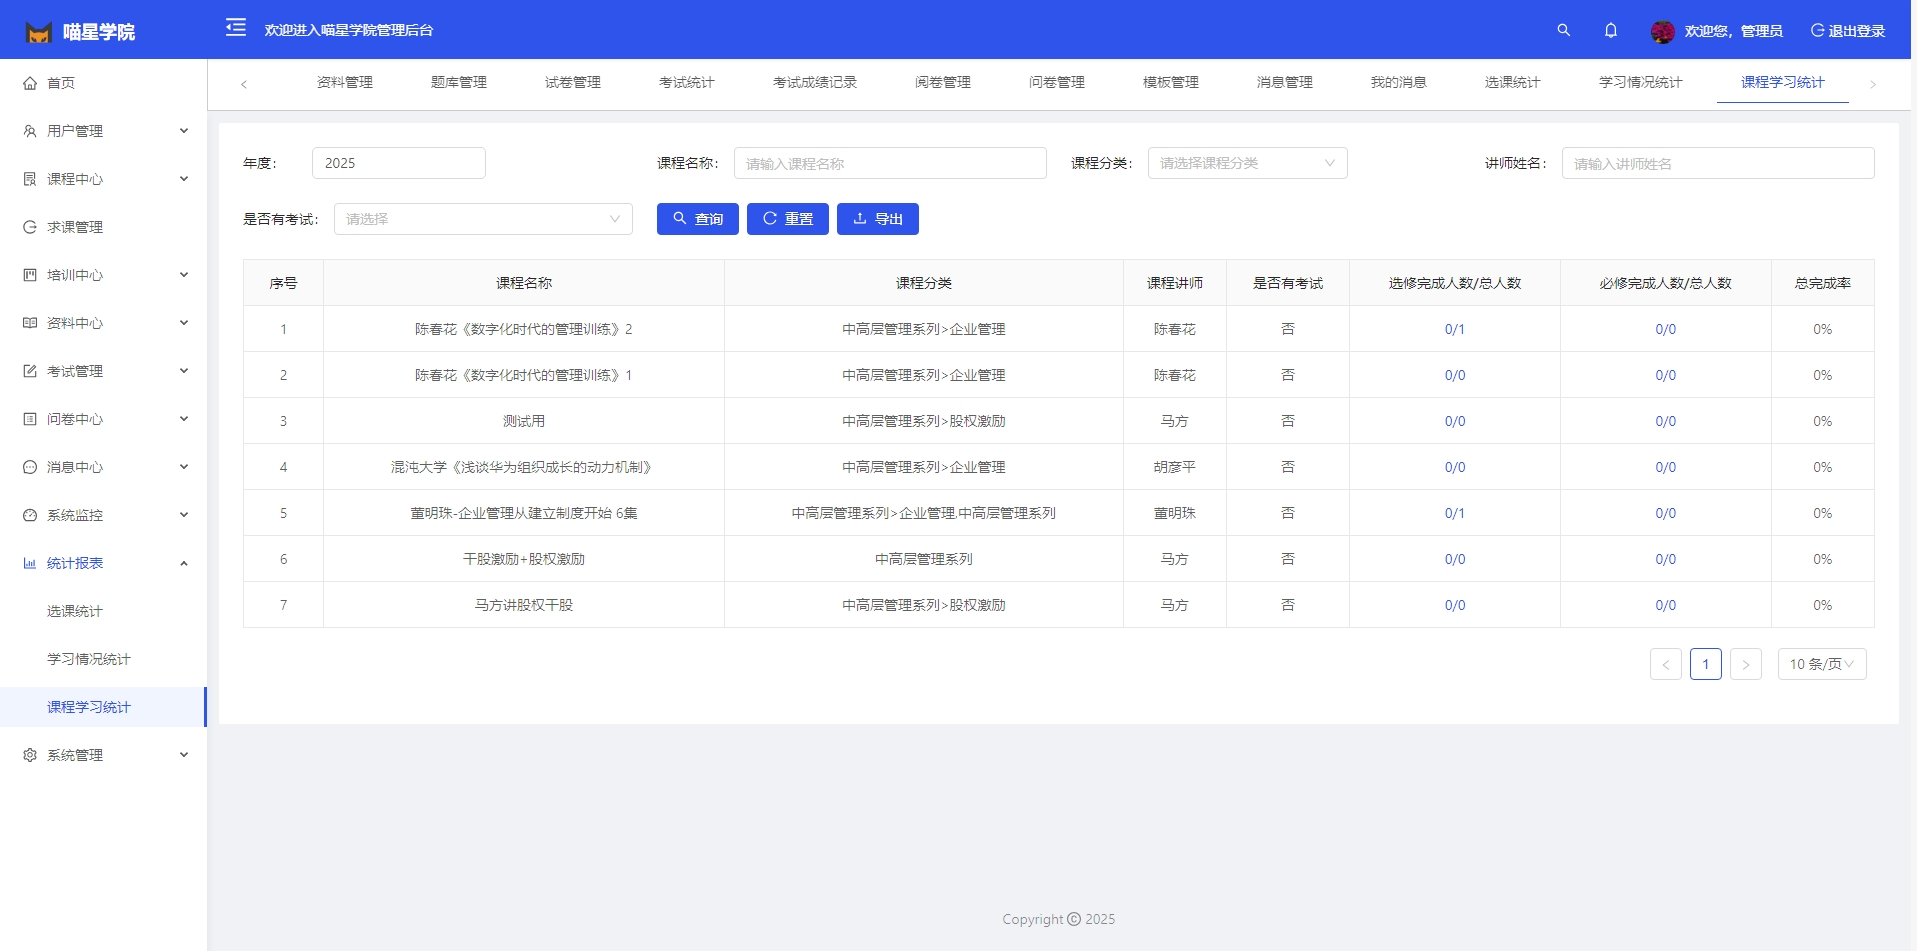 喵星学院
欢迎进入喵星学院管理后台
欢迎您，管理员
退出登录
首页
用户管理
课程中心
求课管理
培训中心
资料中心
考试管理
问卷中心
消息中心
系统监控
统计报表
选课统计
学习情况统计
课程学习统计
系统管理
资料管理 题库管理 试卷管理 考试统计 考试成绩记录 阅卷管理 问卷管理 模板管理 消息管理 我的消息 选课统计 学习情况统计 课程学习统计
年度： 2025 课程名称： 请输入课程名称 课程分类： 请选择课程分类 讲师姓名： 请输入讲师姓名
是否有考试： 请选择 查询 重置 导出
序号 课程名称 课程分类 课程讲师 是否有考试 选修完成人数/总人数 必修完成人数/总人数 总完成率
1 陈春花《数字化时代的管理训练》2 中高层管理系列>企业管理 陈春花 否 0/1 0/0 0%
2 陈春花《数字化时代的管理训练》1 中高层管理系列>企业管理 陈春花 否 0/0 0/0 0%
3 测试用 中高层管理系列>股权激励 马方 否 0/0 0/0 0%
4 混沌大学《浅谈华为组织成长的动力机制》 中高层管理系列>企业管理 胡彦平 否 0/0 0/0 0%
5 董明珠-企业管理从建立制度开始 6集 中高层管理系列>企业管理,中高层管理系列 董明珠 否 0/1 0/0 0%
6 干股激励+股权激励 中高层管理系列 马方 否 0/0 0/0 0%
7 马方讲股权干股 中高层管理系列>股权激励 马方 否 0/0 0/0 0%
< 1 > 10 条/页
Copyright © 2025